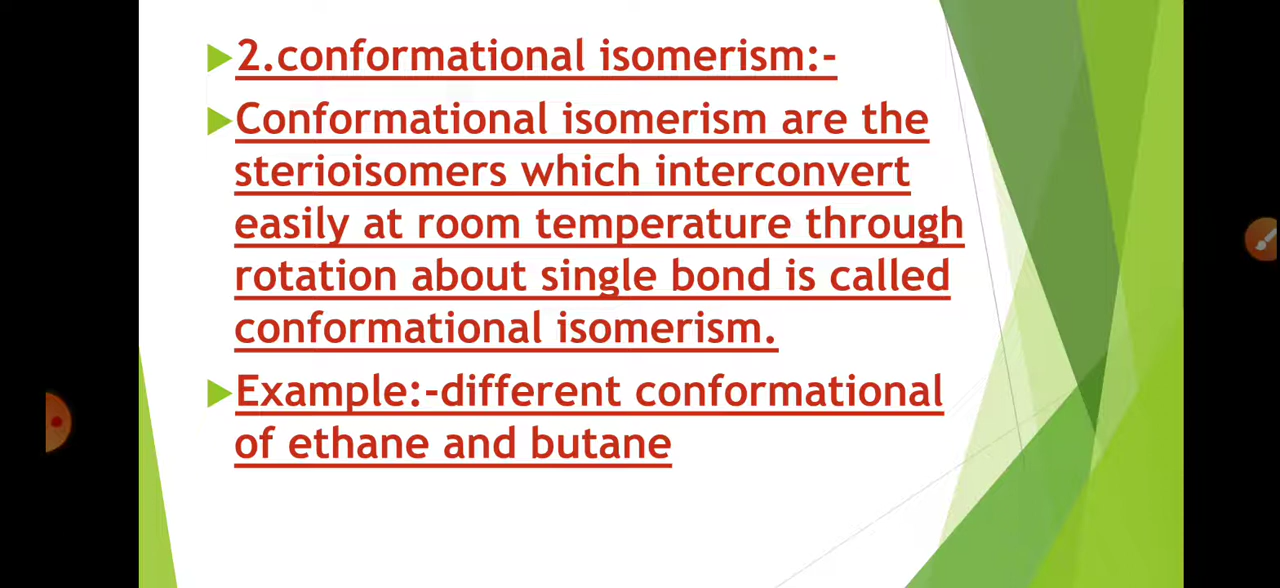 2.conformational isomerism:-
Conformational isomerism are the
sterioisomers which interconvert
easily at room temperature through
rotation about single bond is called
conformational isomerism.
Example:-different conformational
of ethane and butane